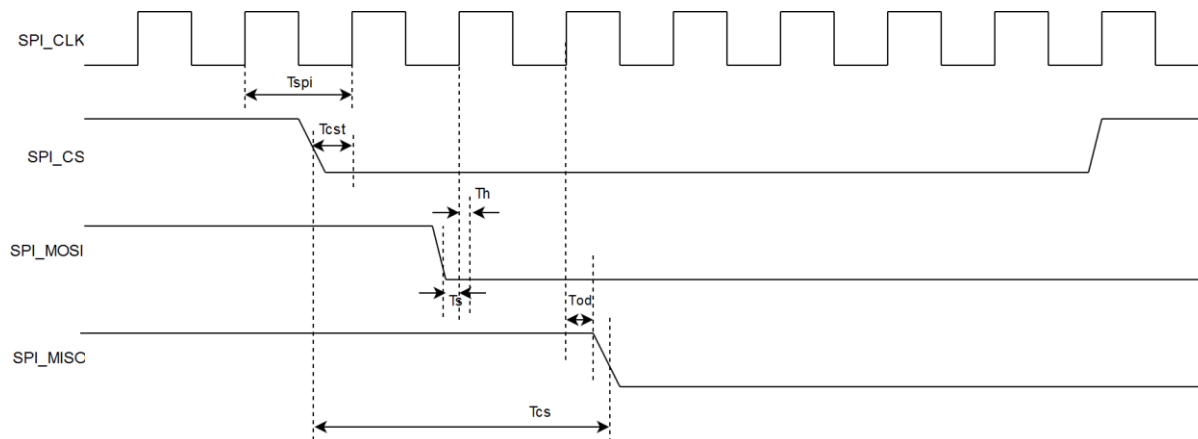 SPI_CLK
Tspi
Tcst
SPI_CS
Th
SPI_MOSI
Ts
Tod
SPI_MISO
Tcs